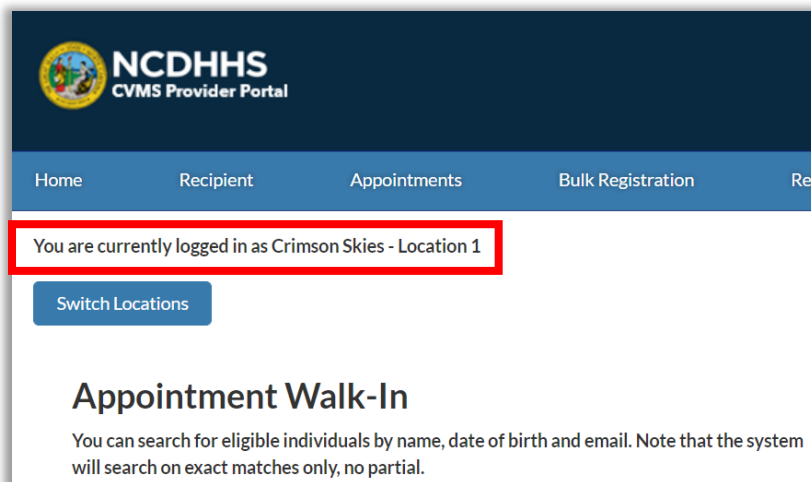 NCDHHS
CVMS Provider Portal
Home Recipient Appointments Bulk Registration Re
You are currently logged in as Crimson Skies - Location 1
Switch Locations
Appointment Walk-In
You can search for eligible individuals by name, date of birth and email. Note that the system
will search on exact matches only, no partial.